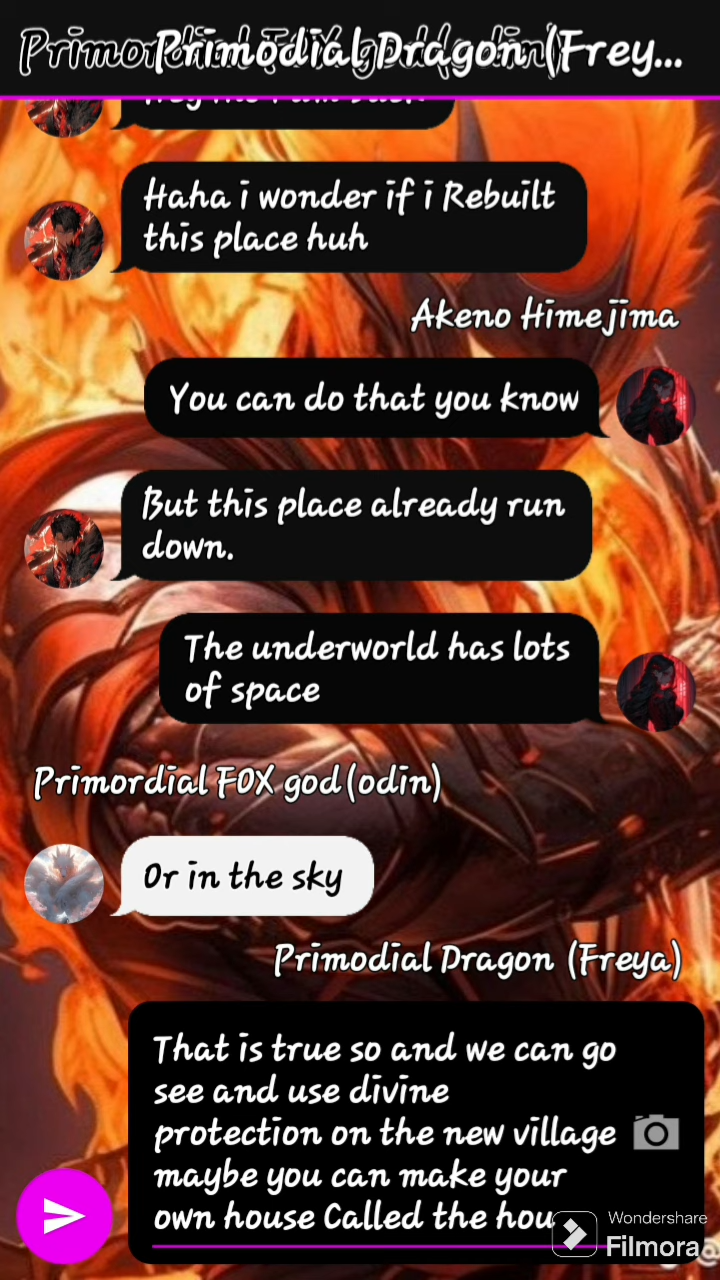 Primodial Dragon (Frey...
Haha i wonder if i Rebuilt
this place huh
Akeno Himejima
You can do that you know
But this place already run
down.
The underworld has lots
of space
Primordial FOX god(odin)
Or in the sky
Primodial Dragon (Freya)
That is true so and we can go
see and use divine
protection on the new village
maybe you can make your
own house Called the hou
Wondershare
Filmora